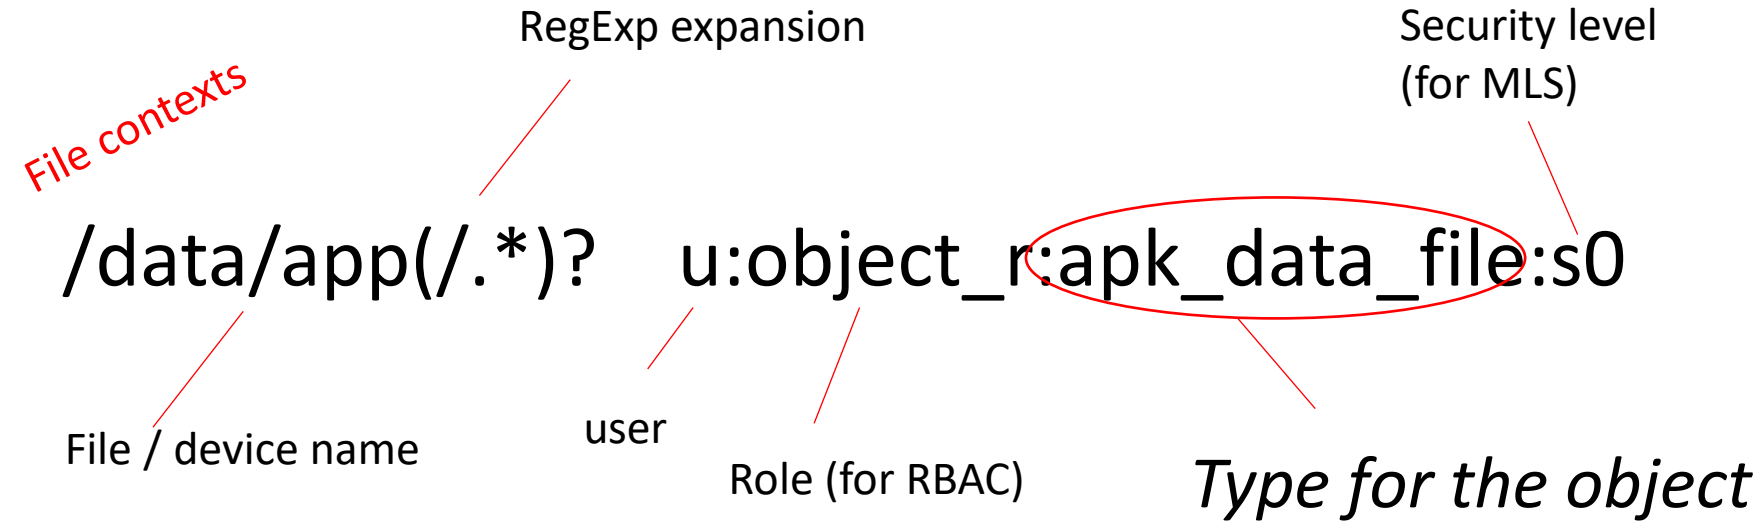 RegExp expansion
Security level
(for MLS)
File contexts
/data/app(/.*)? u:object_r:apk_data_file:s0
File / device name
user
Role (for RBAC)
Type for the object